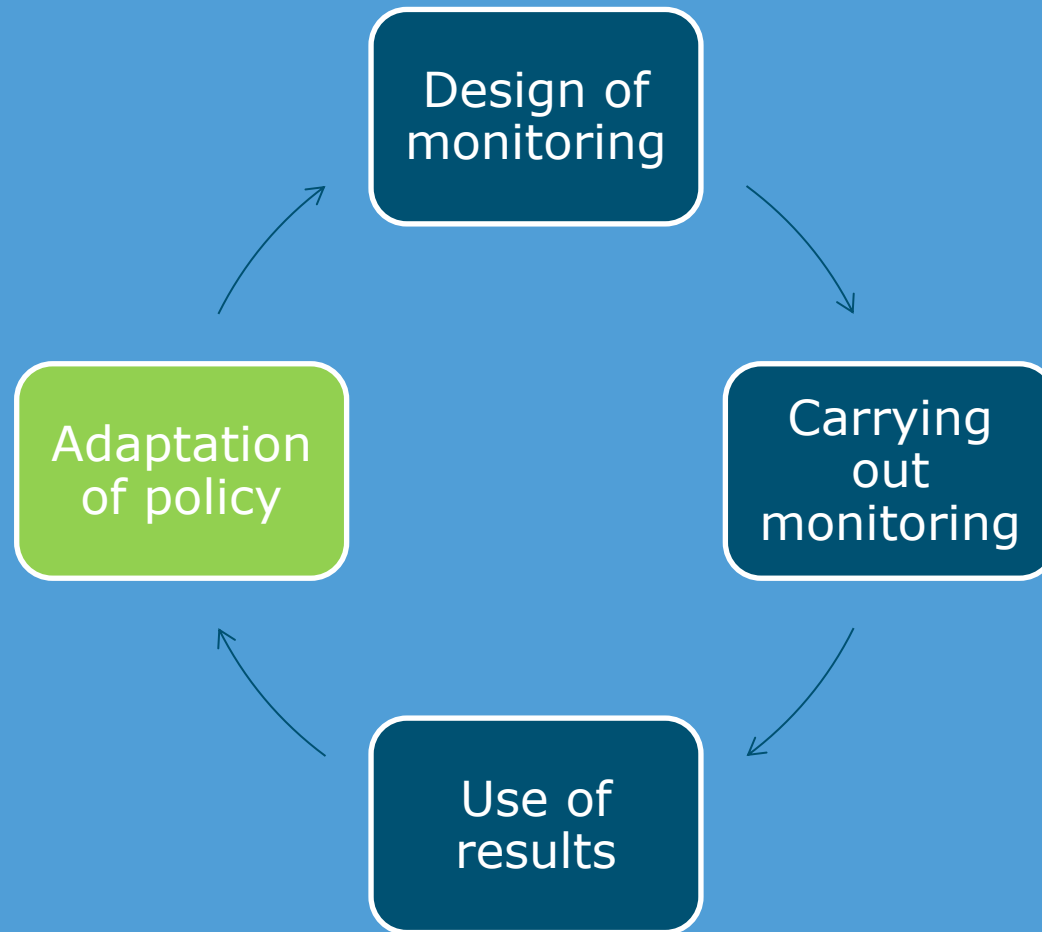 Design of
monitoring
Adaptation
of policy
Carrying
out
monitoring
Use of
results